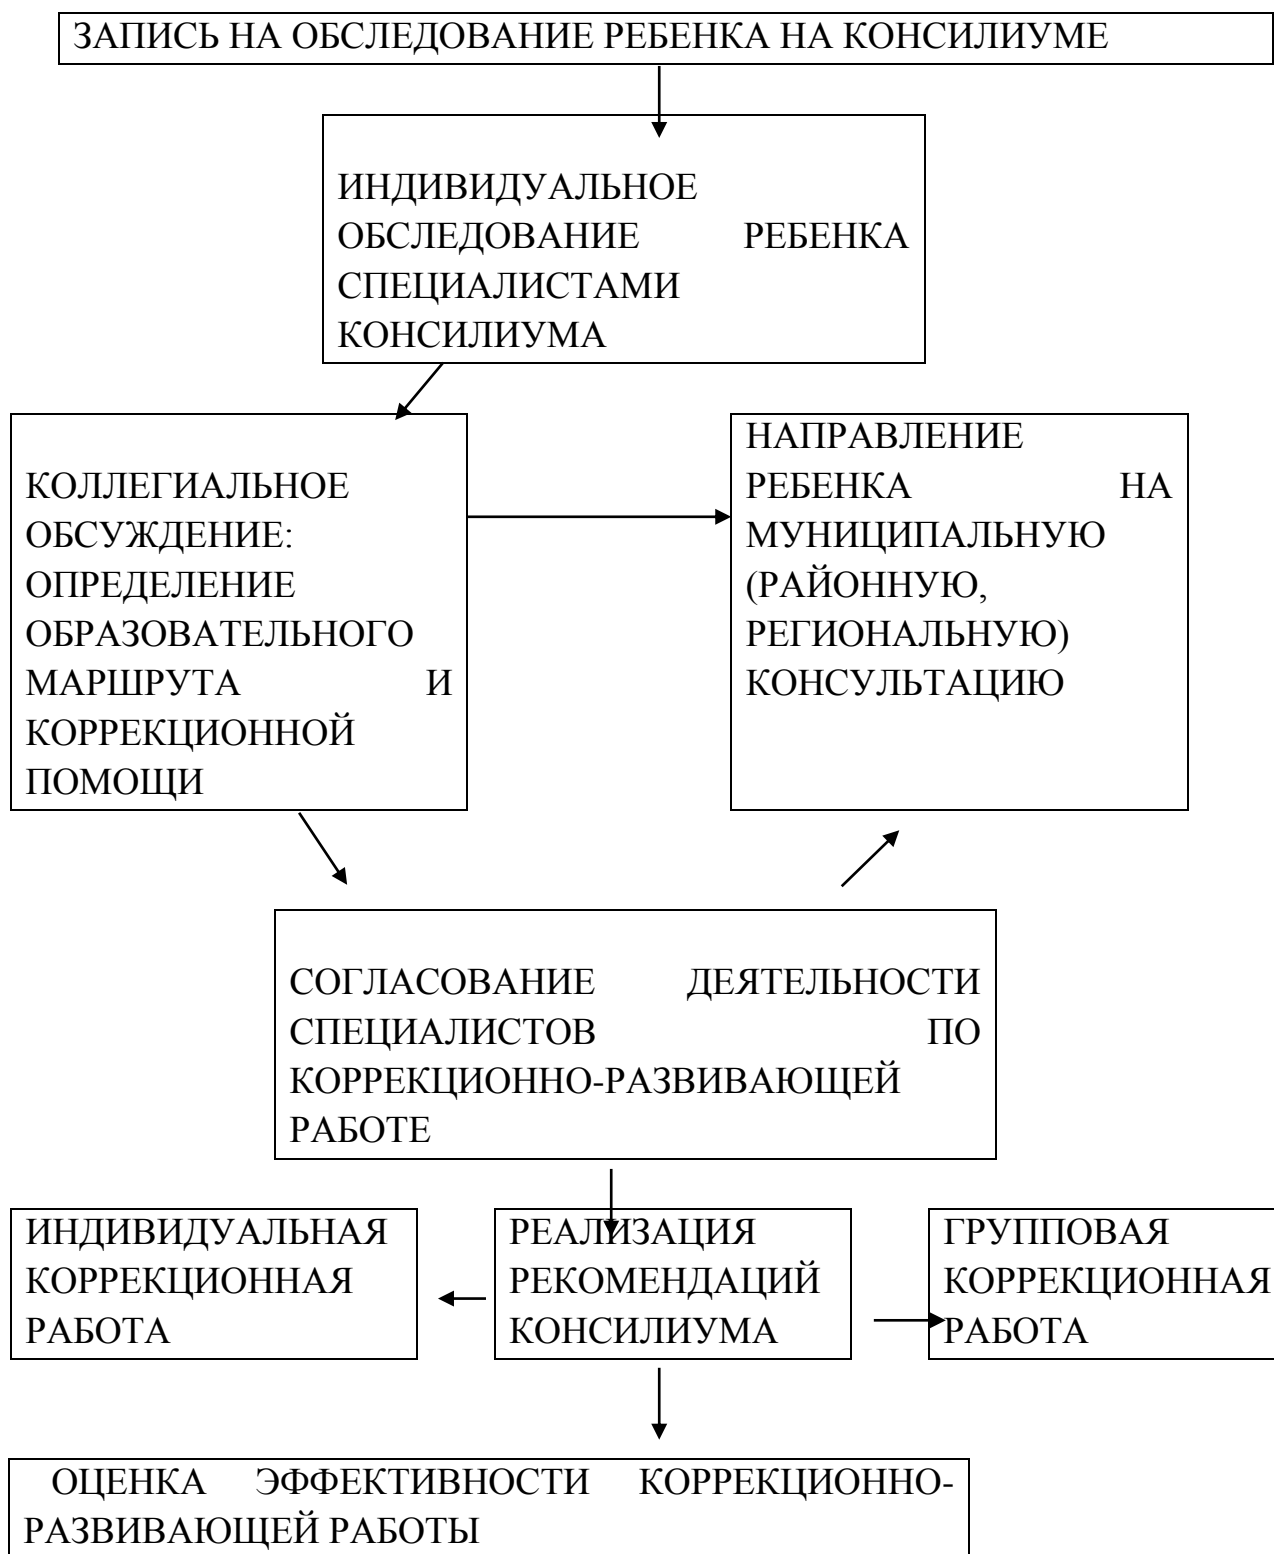 ЗАПИСЬ НА ОБСЛЕДОВАНИЕ РЕБЕНКА НА КОНСИЛИУМЕ
ИНДИВИДУАЛЬНОЕ
ОБСЛЕДОВАНИЕ РЕБЕНКА
СПЕЦИАЛИСТАМИ
КОНСИЛИУМА
КОЛЛЕГИАЛЬНОЕ
ОБСУЖДЕНИЕ:
ОПРЕДЕЛЕНИЕ
ОБРАЗОВАТЕЛЬНОГО
МАРШРУТА И
КОРРЕКЦИОННОЙ
ПОМОЩИ
НАПРАВЛЕНИЕ
РЕБЕНКА НА
МУНИЦИПАЛЬНУЮ
(РАЙОННУЮ,
РЕГИОНАЛЬНУЮ)
КОНСУЛЬТАЦИЮ
СОГЛАСОВАНИЕ ДЕЯТЕЛЬНОСТИ
СПЕЦИАЛИСТОВ ПО
КОРРЕКЦИОННО-РАЗВИВАЮЩЕЙ
РАБОТЕ
ИНДИВИДУАЛЬНАЯ
КОРРЕКЦИОННАЯ
РАБОТА
РЕАЛИЗАЦИЯ
РЕКОМЕНДАЦИЙ
КОНСИЛИУМА
ГРУППОВАЯ
КОРРЕКЦИОННАЯ
РАБОТА
ОЦЕНКА ЭФФЕКТИВНОСТИ КОРРЕКЦИОННО-
РАЗВИВАЮЩЕЙ РАБОТЫ